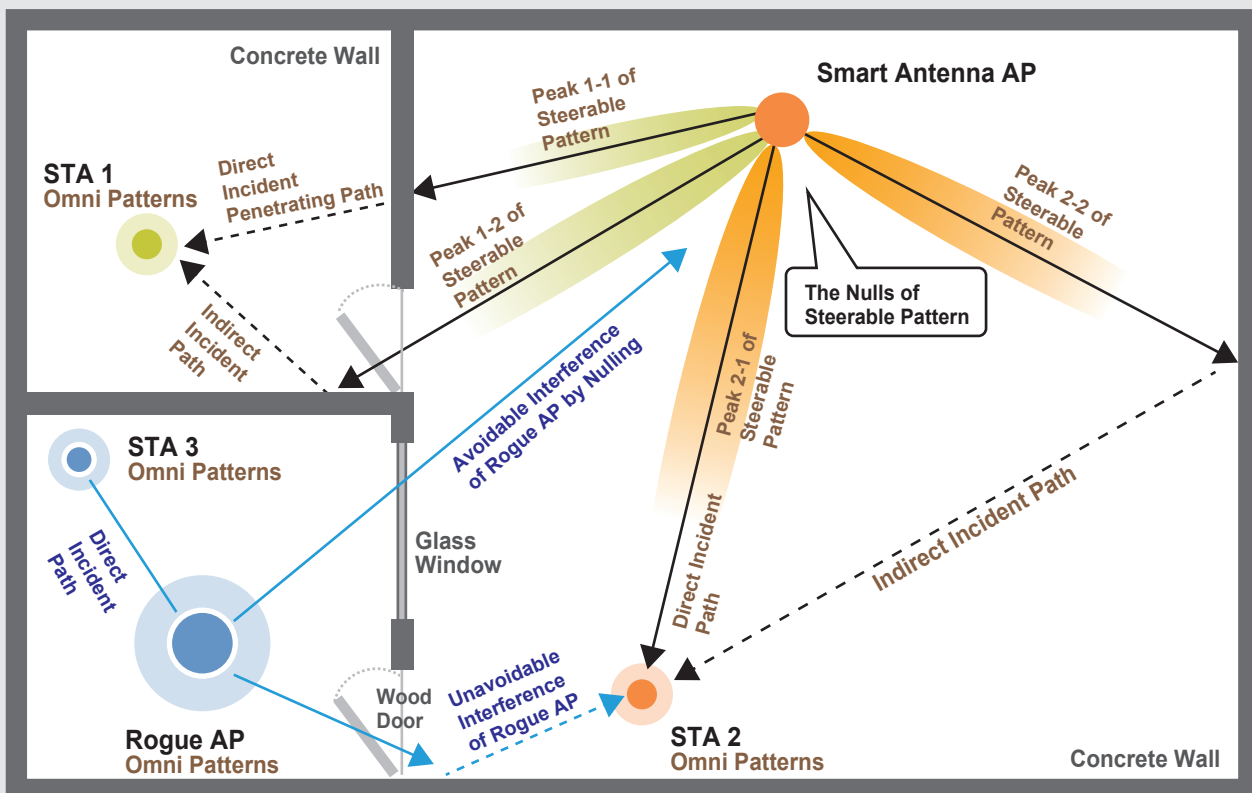 Concrete Wall
Smart Antenna AP
Peak 1-1 of
Steerable
Pattern
STA 1
Omni Patterns
Direct
Incident
Penetrating Path
Peak 1-2 of
Steerable
Pattern
Peak 2-2 of
Steerable
Pattern
The Nulls of
Steerable Pattern
Indirect
Incident
Path
Avoidable Interference
of Rogue AP by Nulling
Peak 2-1 of
Steerable
Pattern
STA 3
Omni Patterns
Direct
Incident
Path
Glass
Window
Direct Incident
Path
Indirect Incident Path
Wood
Door
Unavoidable
Interference
of Rogue AP
Rogue AP
Omni Patterns
STA 2
Omni Patterns
Concrete Wall